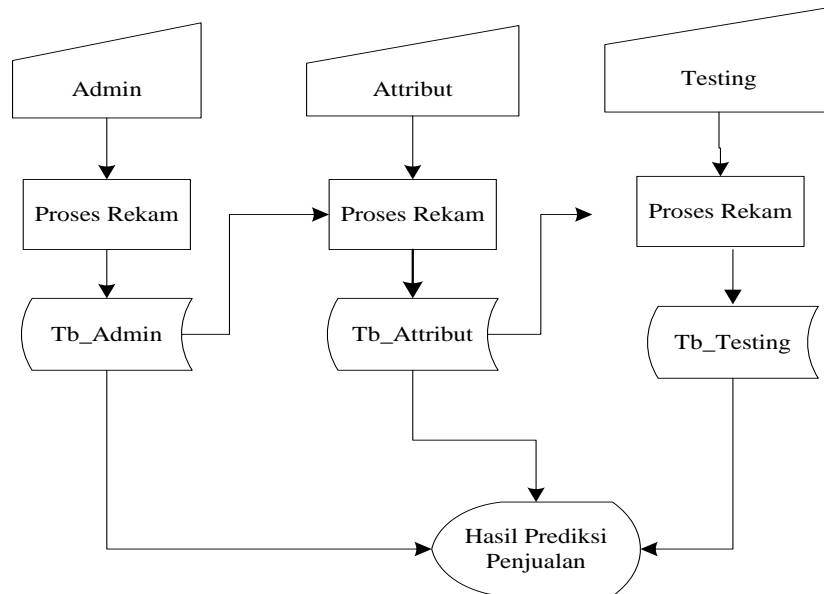 Admin
Attribut
Testing
Proses Rekam
Proses Rekam
Proses Rekam
Tb_Admin
Tb_Attribut
Tb_Testing
Hasil Prediksi
Penjualan